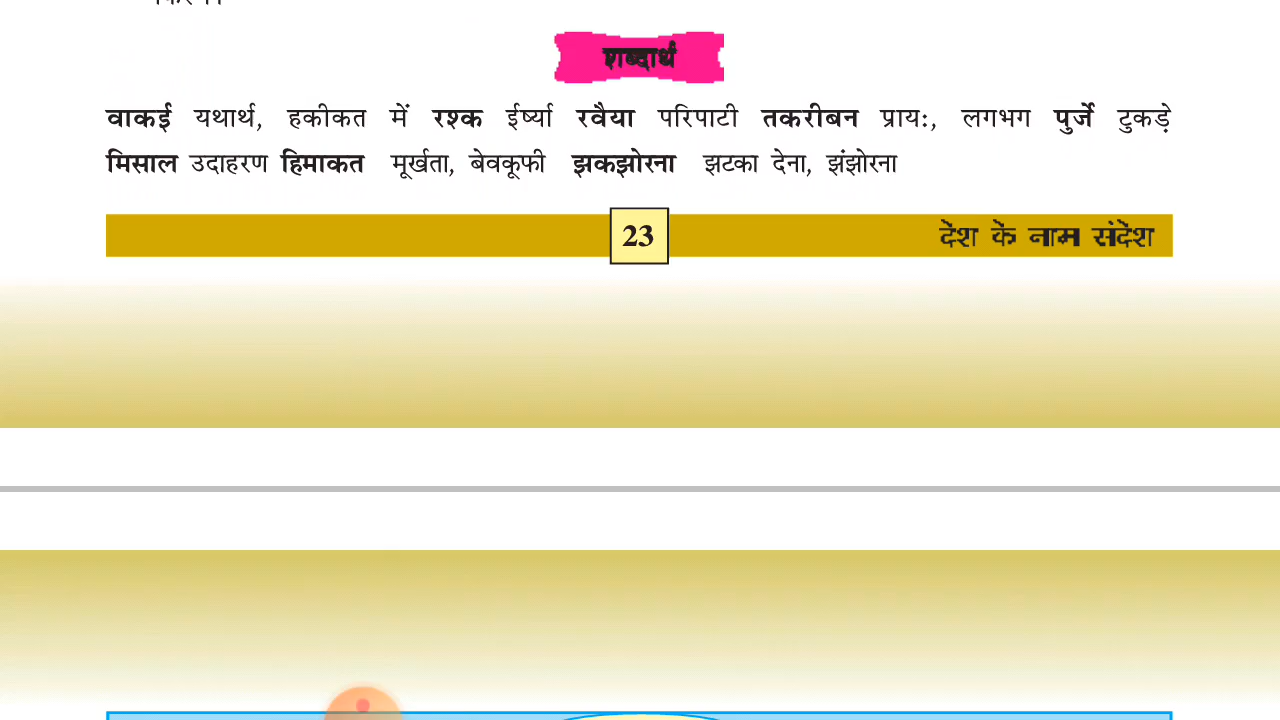 शब्दार्थ
वाकई यथार्थ, हकीकत में रश्क ईर्ष्या रवैया परिपाटी तकरीबन प्रायः, लगभग पुर्जे टुकड़े
मिसाल उदाहरण हिमाकत मूर्खता, बेवकूफी झकझोरना झटका देना, झंझोरना
23 देश के नाम संदेश